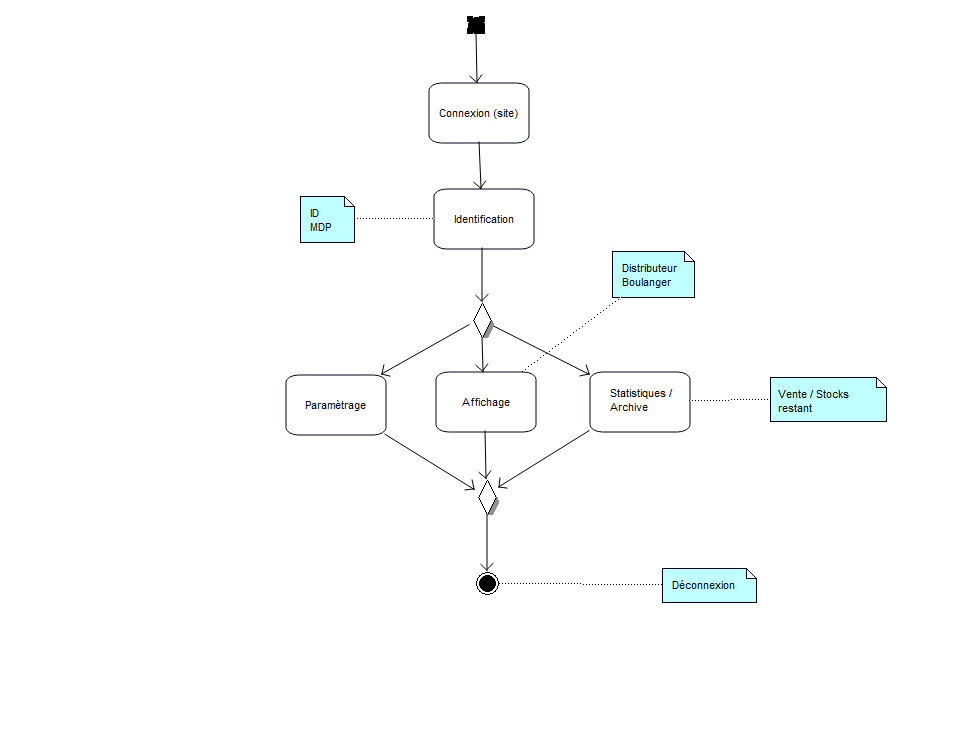 Connexion (site)
ID
MDP
Identification
Distributeur
Boulanger
Paramètrage
Affichage
Statistiques /
Archive
Vente / Stocks
restant
Déconnexion